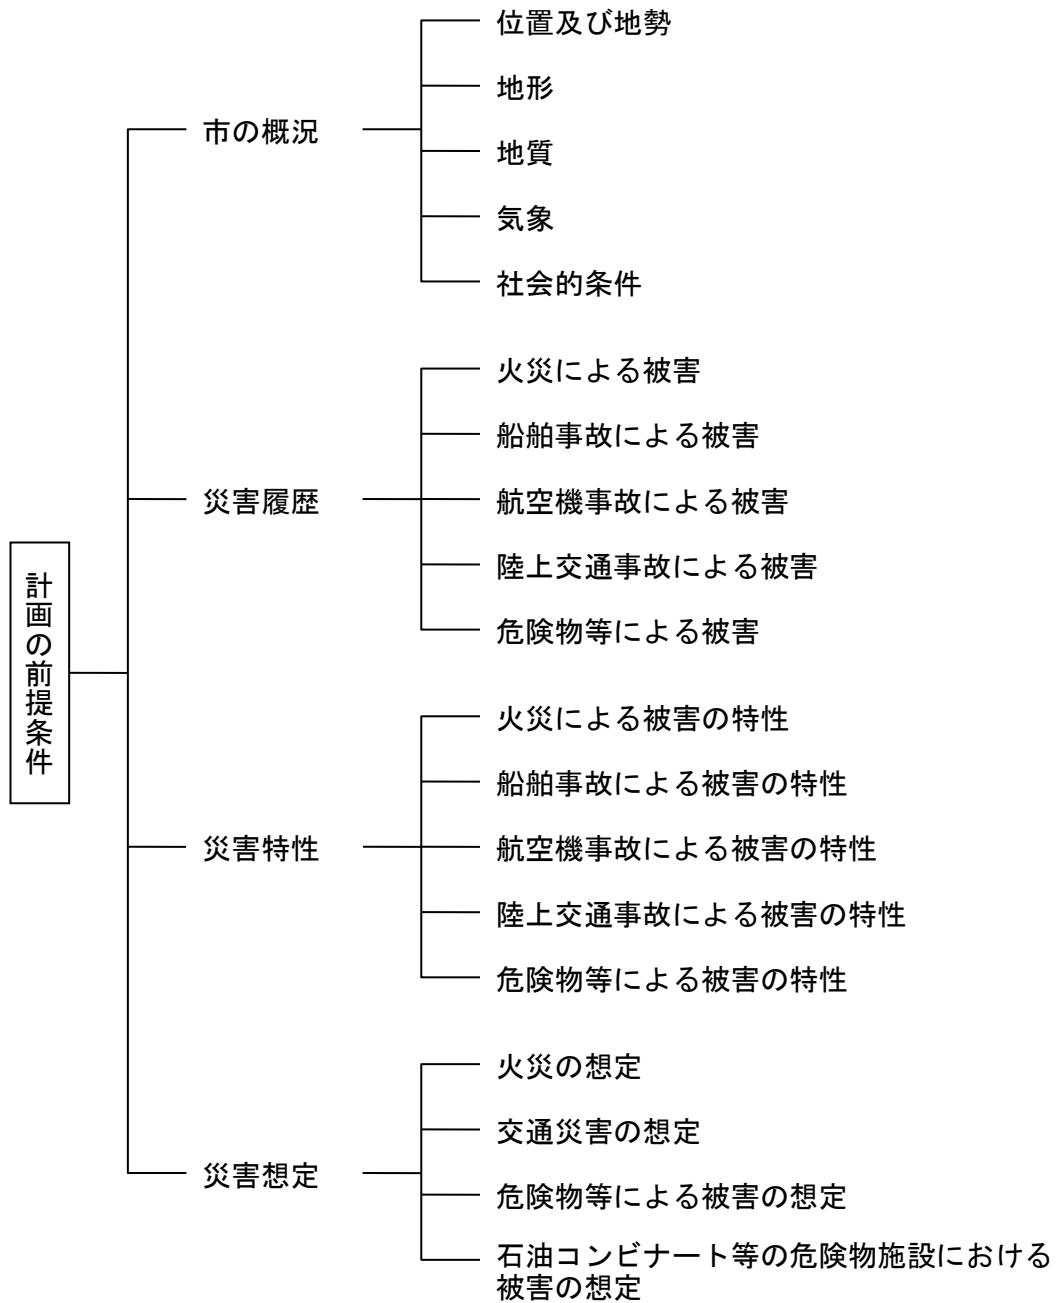 計画の前提条件
市の概況
位置及び地勢
地形
地質
気象
社会的条件
災害履歴
火災による被害
船舶事故による被害
航空機事故による被害
陸上交通事故による被害
危険物等による被害
災害特性
火災による被害の特性
船舶事故による被害の特性
航空機事故による被害の特性
陸上交通事故による被害の特性
危険物等による被害の特性
災害想定
火災の想定
交通災害の想定
危険物等による被害の想定
石油コンビナート等の危険物施設における
被害の想定